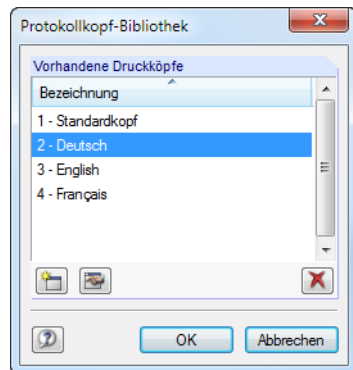 Protokollkopf-Bibliothek
Vorhandene Druckköpfe
Bezeichnung
1 - Standardkopf
2 - Deutsch
3 - English
4 - Français
OK
Abbrechen